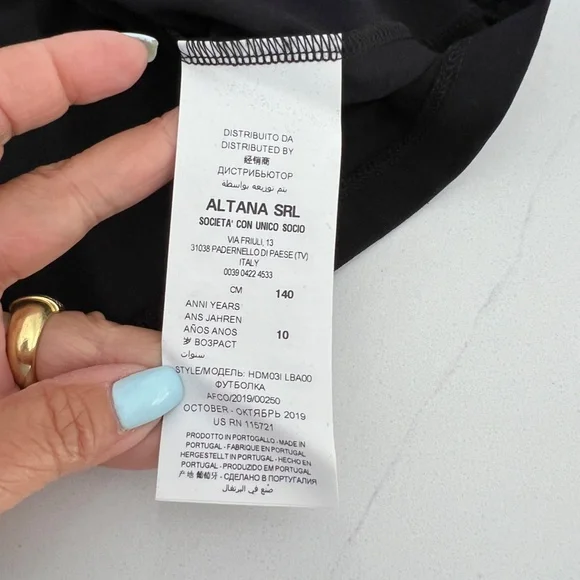 DISTRIBUITO DA
DISTRIBUTED BY
经销商
ДИСТРИБЬЮТОР
يتم توزيعه بواسطة
ALTANA SRL
SOCIETA' CON UNICO SOCIO
VIA FRIULI, 13
31038 PADERNELLO DI PAESE (TV)
ITALY
0039 0422 4533
CM 140
ANNI YEARS
ANS JAHREN
AÑOS ANOS 10
岁 ВОЗРАСТ
سنوات
STYLE/МОДЕЛЬ: HDM03I LBA00
ФУТБОЛКА
AFCO/2019/00250
OCTOBER - ОКТЯБРЬ 2019
US RN 115721
PRODOTTO IN PORTOGALLO - MADE IN
PORTUGAL - FABRIQUE EN PORTUGAL
HERGESTELLT IN PORTUGAL - HECHO EN
PORTUGAL - PRODUZIDO EM PORTUGAL
产地 葡萄牙 - СДЕЛАНО В ПОРТУГАЛИЯ
صنع في البرتغال